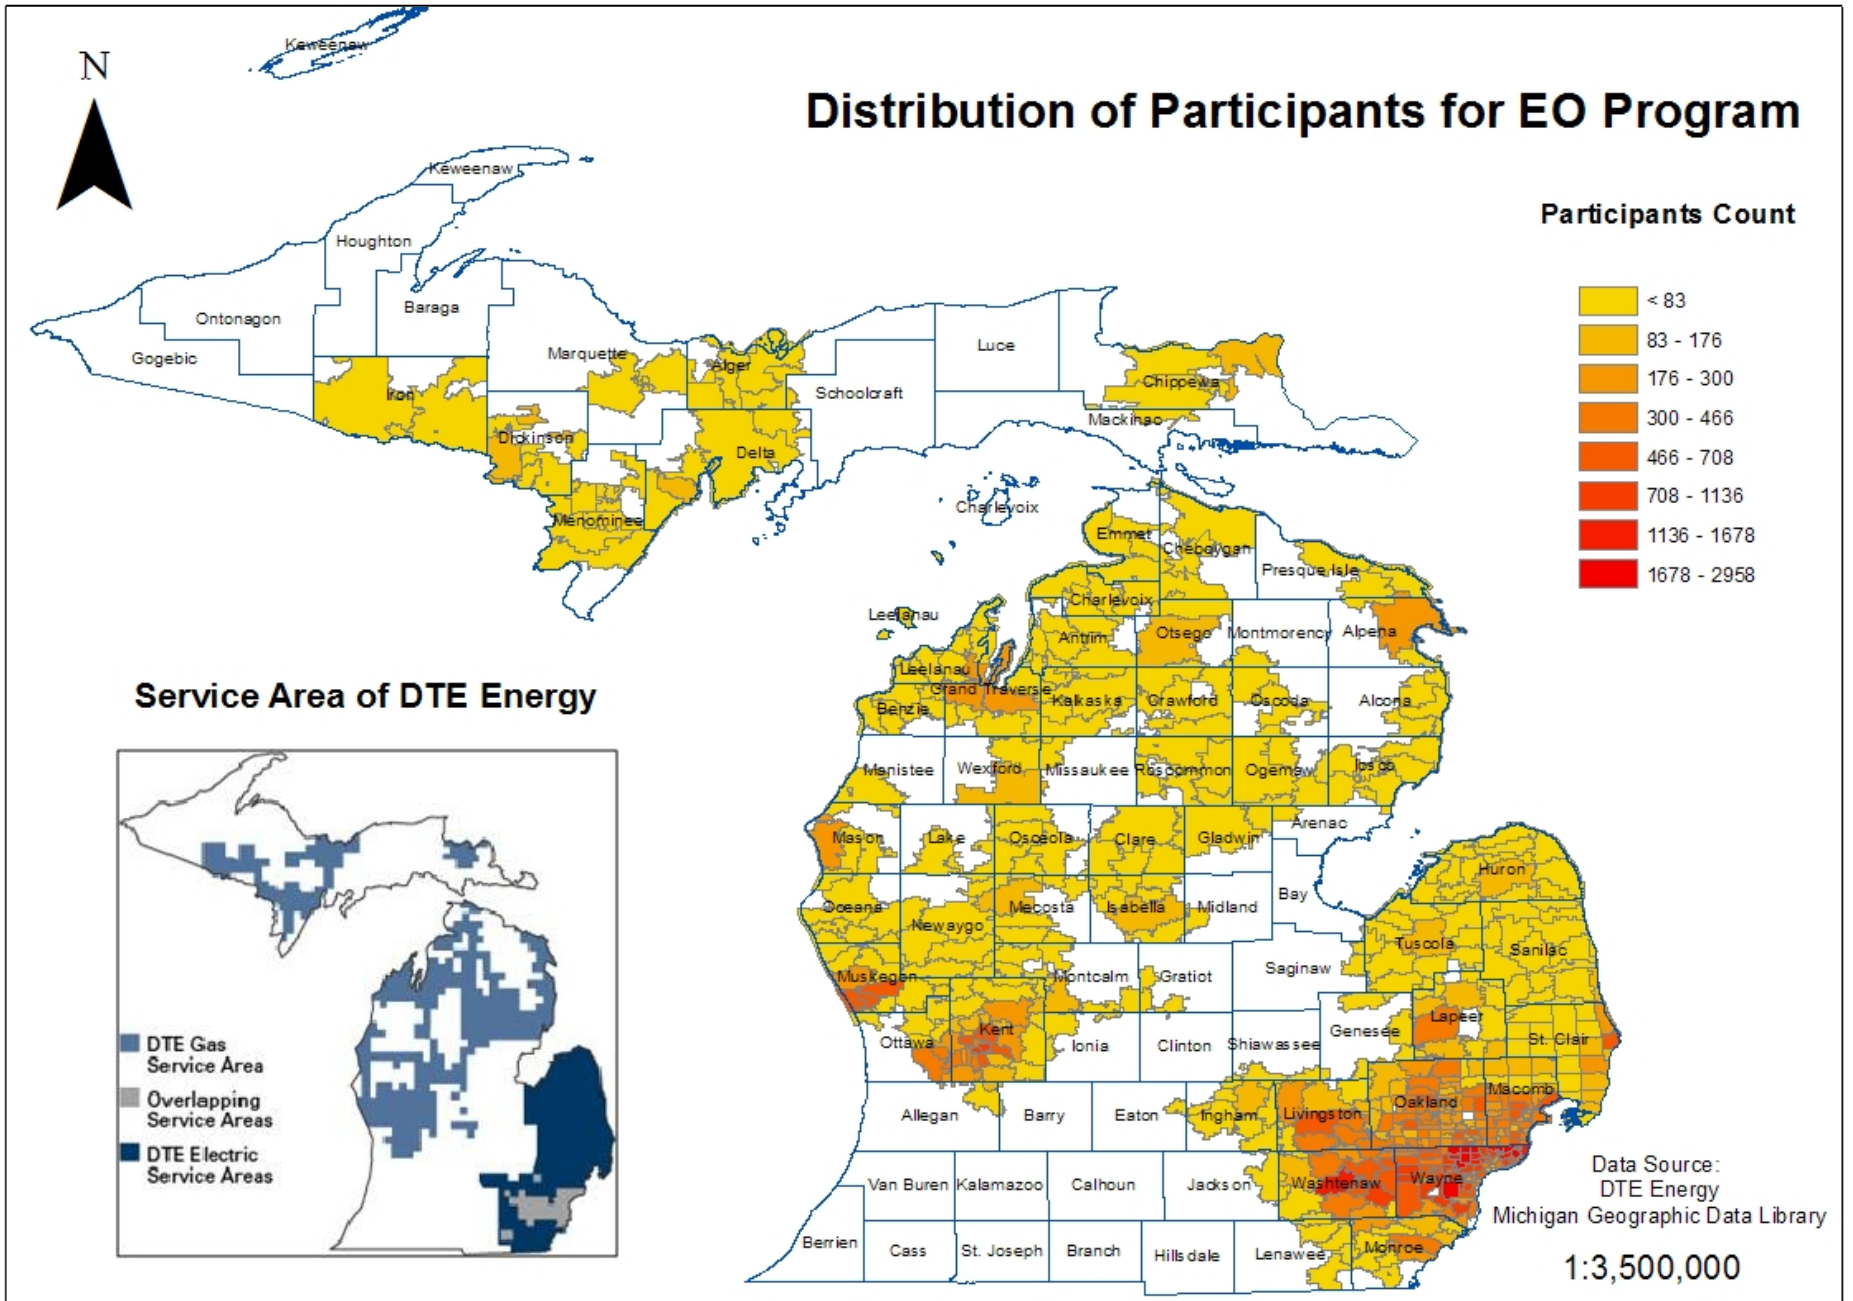 Keweenaw
N
Distribution of Participants for EO Program
Keweenaw
Participants Count
Houghton
< 83
Baraga
Ontonagon
83 - 176
Luce
Marquette
Gogebic
Alger
176 - 300
Chippewa
Iron
Schoolcraft
300 - 466
Mackinac
Dickinson
Delta
466 - 708
708 - 1136
Charlevoix
Menominee
1136 - 1678
Emmet
Cheboygan
Presque Isle
1678 - 2958
Charlevoix
Leelanau
Antrim
Otsego
Montmorency
Alpena
Leelanau
Grand Traverse
Service Area of DTE Energy
Benzie
Kalkaska
Crawford
Oscoda
Alcona
Manistee
Wexford
Missaukee
Roscommon
Ogemaw
Iosco
Arenac
Mason
Lake
Osceola
Clare
Gladwin
Huron
Bay
Oceana
Mecosta
Isabella
Midland
Newaygo
Tuscola
Sanilac
Muskegon
Montcalm
Gratiot
Saginaw
Lapeer
Kent
Genesee
Ottawa
Ionia
Clinton
Shiawassee
St. Clair
DTE Gas
Service Area
Overlapping
Service Areas
DTE Electric
Service Areas
Macomb
Oakland
Allegan
Barry
Eaton
Ingham
Livingston
Data Source:
DTE Energy
Michigan Geographic Data Library
Van Buren
Kalamazoo
Calhoun
Jackson
Washtenaw
Wayne
Berrien
Cass
St. Joseph
Branch
Hillsdale
Lenawee
Monroe
1:3,500,000